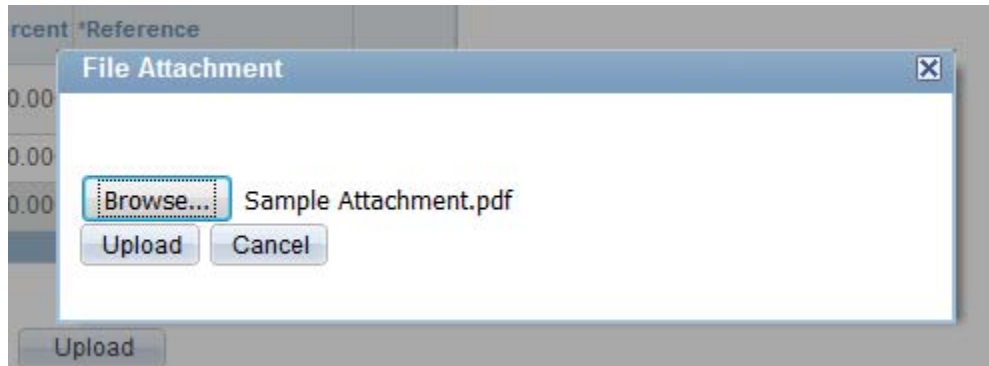 rcent *Reference
File Attachment
0.00
0.00
Browse... Sample Attachment.pdf
0.00
Upload Cancel
Upload